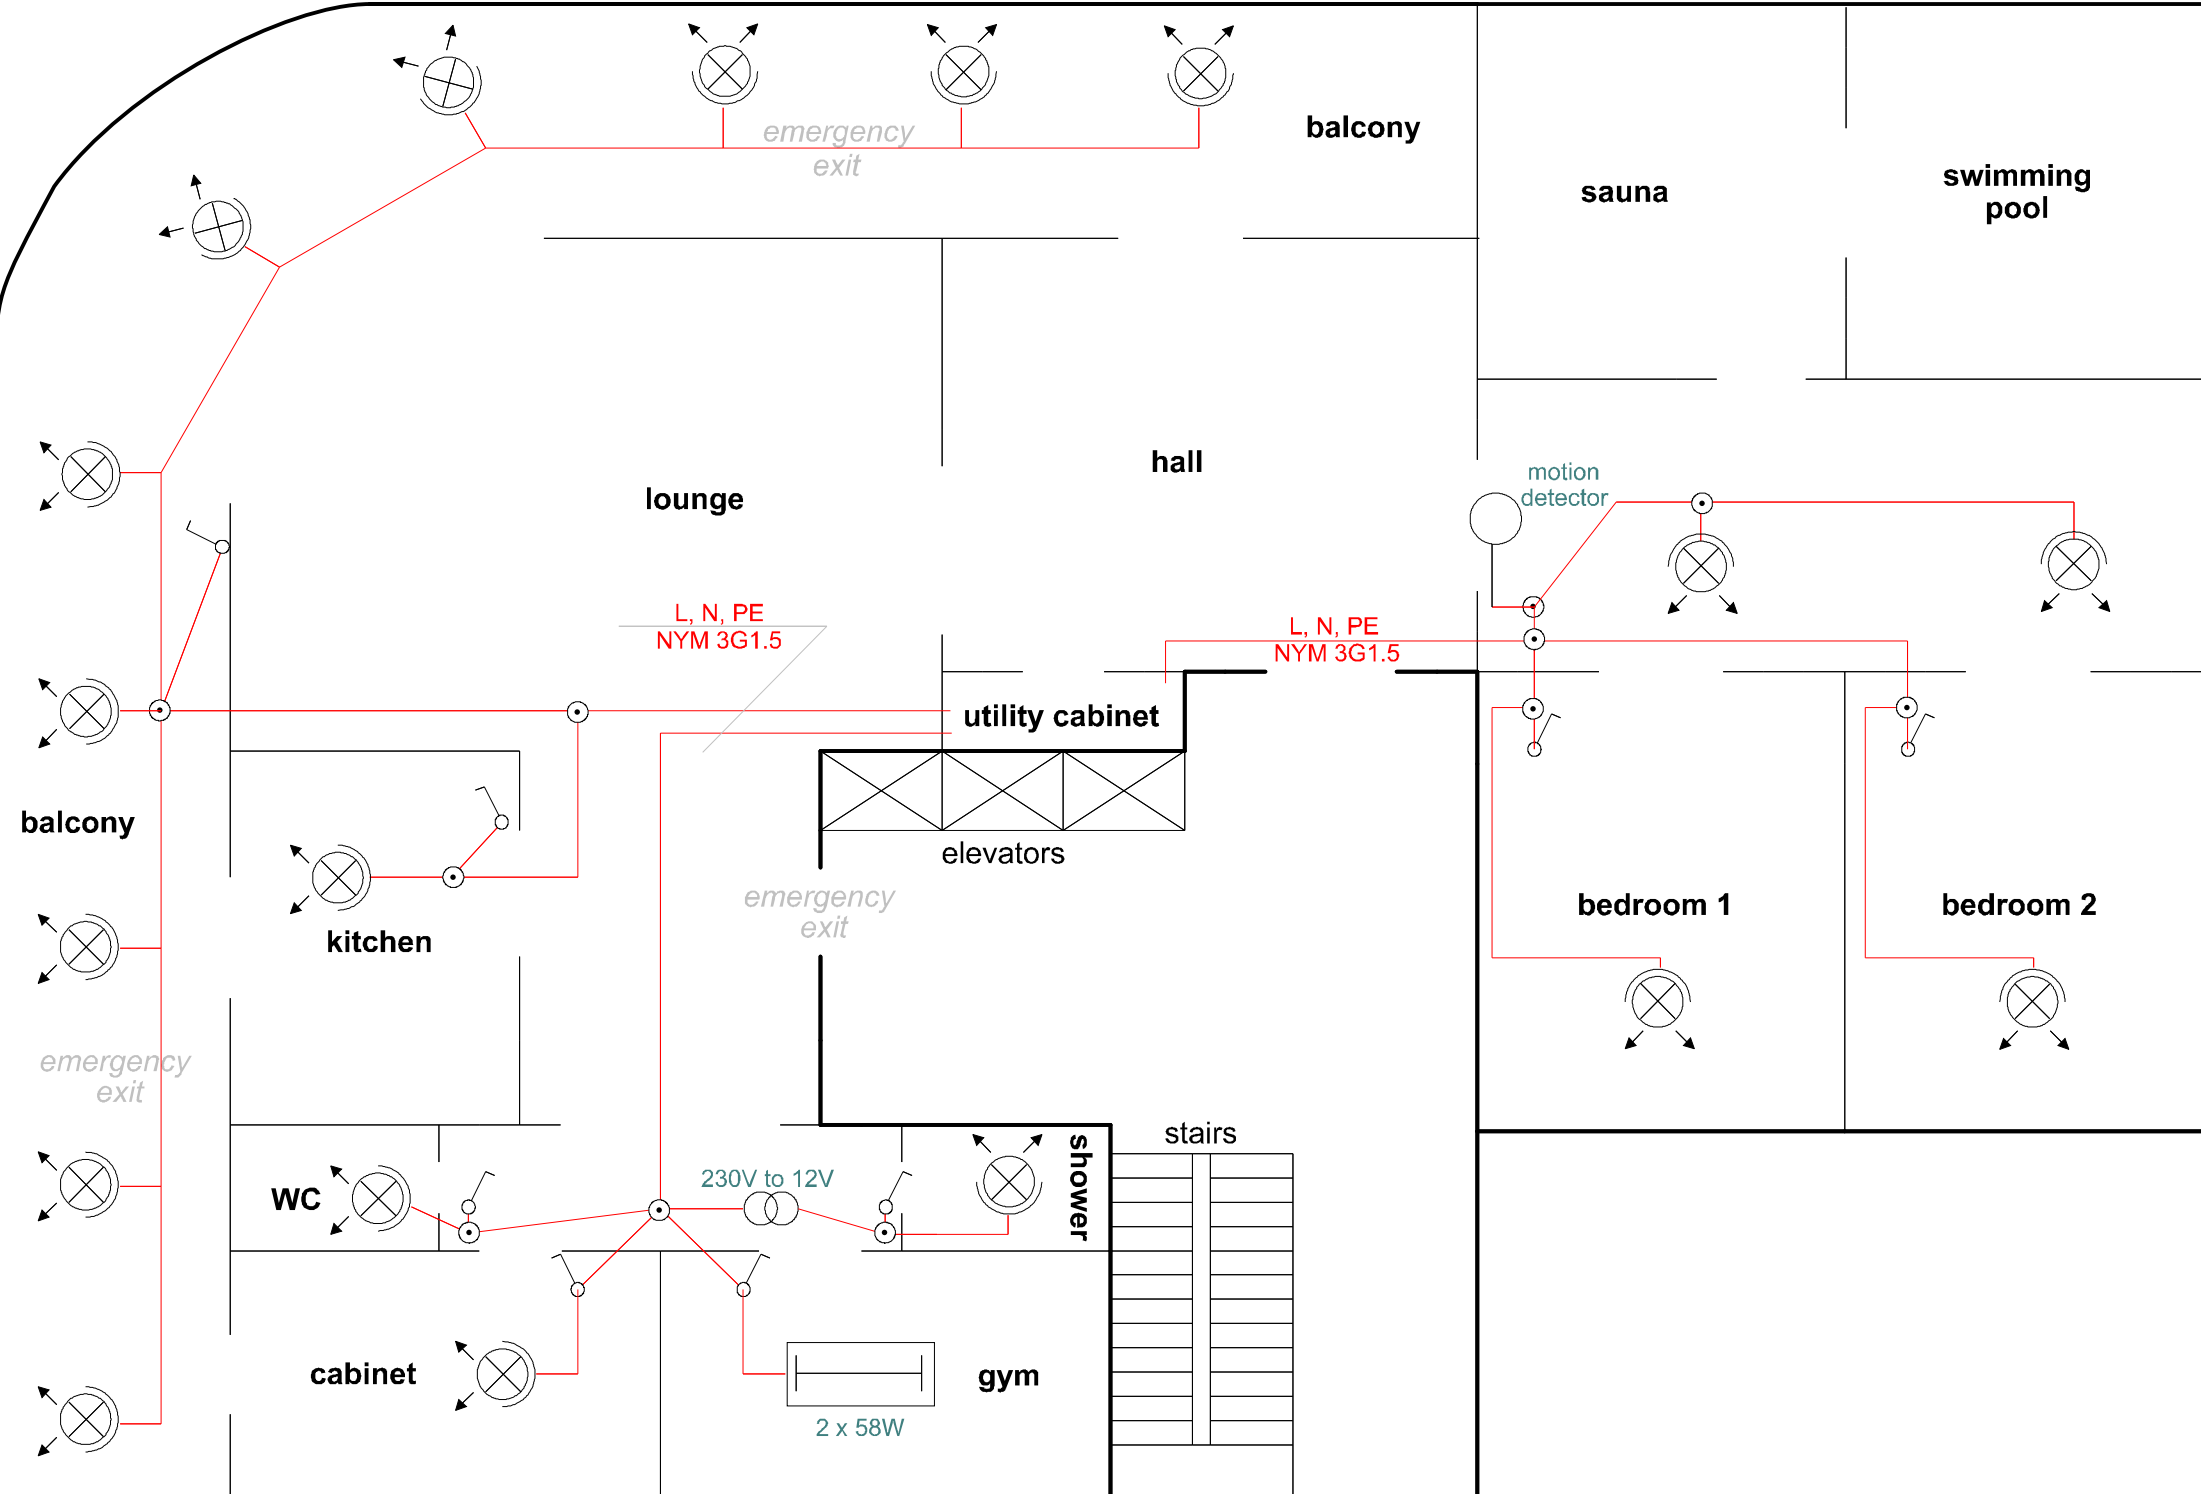 emergency
exit
balcony
sauna
swimming
pool
hall
lounge
motion
detector
L, N, PE
NYM 3G1.5
L, N, PE
NYM 3G1.5
utility cabinet
balcony
elevators
emergency
exit
bedroom 1
bedroom 2
kitchen
emergency
exit
stairs
shower
230V to 12V
WC
cabinet
gym
2 x 58W